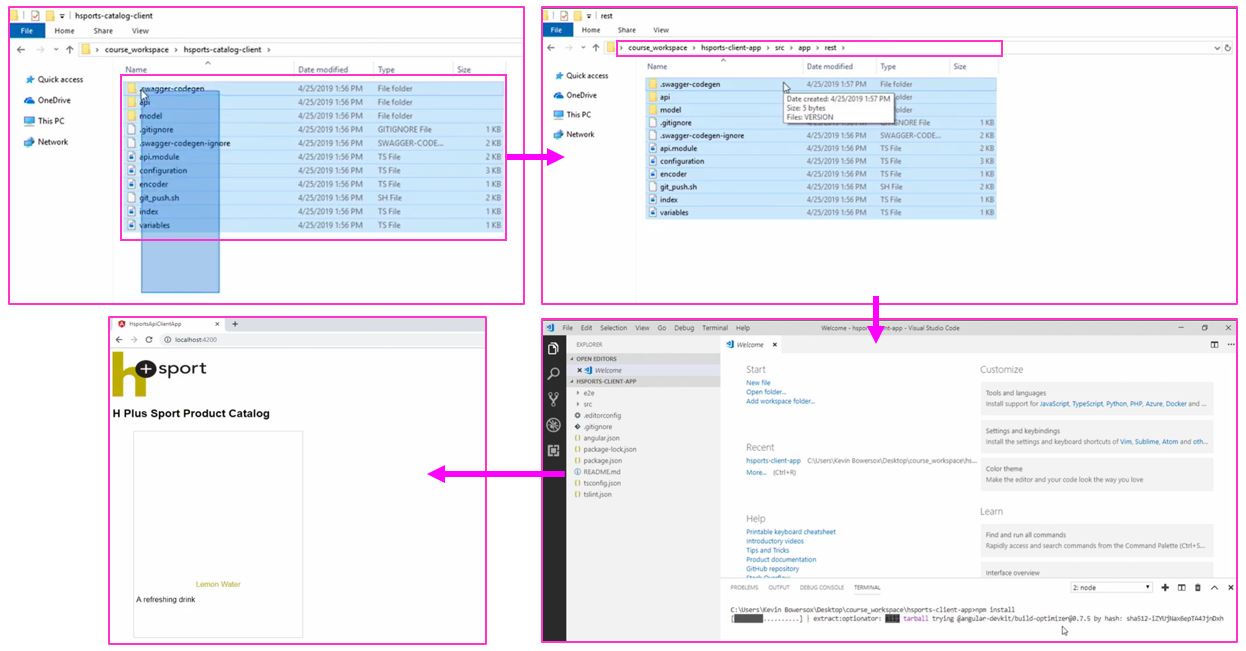 hsports-catalog-client
File Home Share View
course_workspace > hsports-catalog-client >
Name Date modified Type Size
Quick access
OneDrive
This PC
Network
.swagger-codegen 4/25/2019 1:56 PM File folder
api 4/25/2019 1:56 PM File folder
model 4/25/2019 1:56 PM File folder
.gitignore 4/25/2019 1:56 PM GITIGNORE File 1 KB
.swagger-codegen-ignore 4/25/2019 1:56 PM SWAGGER-CODE... 2 KB
api.module 4/25/2019 1:56 PM TS File 2 KB
configuration 4/25/2019 1:56 PM TS File 3 KB
encoder 4/25/2019 1:56 PM TS File 1 KB
git_push.sh 4/25/2019 1:56 PM SH File 2 KB
index 4/25/2019 1:56 PM TS File 1 KB
variables 4/25/2019 1:56 PM TS File 1 KB
rest
File Home Share View
course_workspace > hsports-client-app > src > app > rest >
Name Date modified Type Size
Quick access
OneDrive
This PC
Network
.swagger-codegen 4/25/2019 1:57 PM File folder
api older
model older
.gitignore GITIGNORE File 1 KB
Date created: 4/25/2019 1:57 PM
Size: 5 bytes
Files: VERSION
.swagger-codegen-ignore 4/25/2019 1:56 PM SWAGGER-CODE... 2 KB
api.module 4/25/2019 1:56 PM TS File 2 KB
configuration 4/25/2019 1:56 PM TS File 3 KB
encoder 4/25/2019 1:56 PM TS File 1 KB
git_push.sh 4/25/2019 1:56 PM SH File 2 KB
index 4/25/2019 1:56 PM TS File 1 KB
variables 4/25/2019 1:56 PM TS File 1 KB
HsportsApiClientApp
localhost:4200
h+sport
H Plus Sport Product Catalog
Lemon Water
A refreshing drink
File Edit Selection View Go Debug Terminal Help
Welcome - hsports-client-app - Visual Studio Code
EXPLORER
OPEN EDITORS
Welcome
HSPORTS-CLIENT-APP
e2e
src
.editorconfig
.gitignore
angular.json
package-lock.json
package.json
README.md
tsconfig.json
tslint.json
Welcome
Start
New file
Open folder...
Add workspace folder...
Recent
hsports-client-app C:\Users\Kevin Bowersox\Desktop\course_workspace\hs...
More... (Ctrl+R)
Help
Printable keyboard cheatsheet
Introductory videos
Tips and Tricks
Product documentation
GitHub repository
Stack Overflow
Customize
Tools and languages
Install support for JavaScript, TypeScript, Python, PHP, Azure, Docker and ...
Settings and keybindings
Install the settings and keyboard shortcuts of Vim, Sublime, Atom and oth...
Color theme
Make the editor and your code look the way you love
Learn
Find and run all commands
Rapidly access and search commands from the Command Palette (Ctrl+S...
Interface overview
PROBLEMS OUTPUT DEBUG CONSOLE TERMINAL
2: node
C:\Users\Kevin Bowersox\Desktop\course_workspace\hsports-client-app>npm install
..........] | extract:optionator: tarball trying @angular-devkit/build-optimizer@0.7.5 by hash: